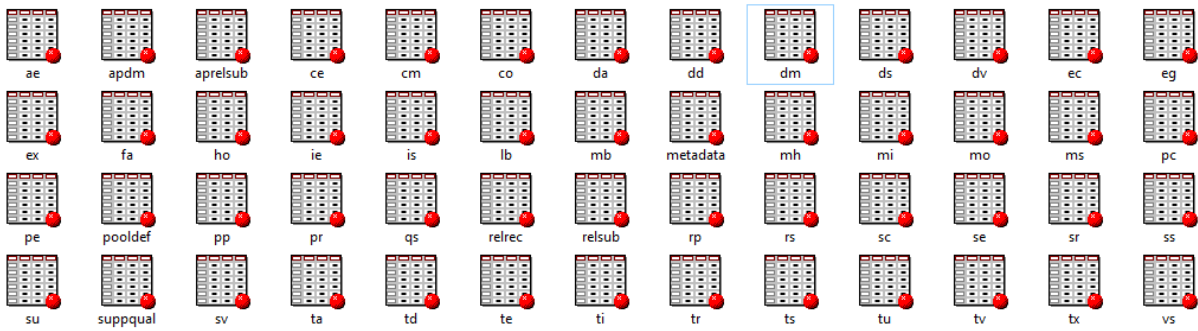 ae apdm aprelsub ce cm co da dd dm ds dv ec eg
ex fa ho ie is lb mb metadata mh mi mo ms pc
pe pooldef pp pr qs relrec relsub rp rs sc se sr ss
su suppqual sv ta td te ti tr ts tu tv tx vs